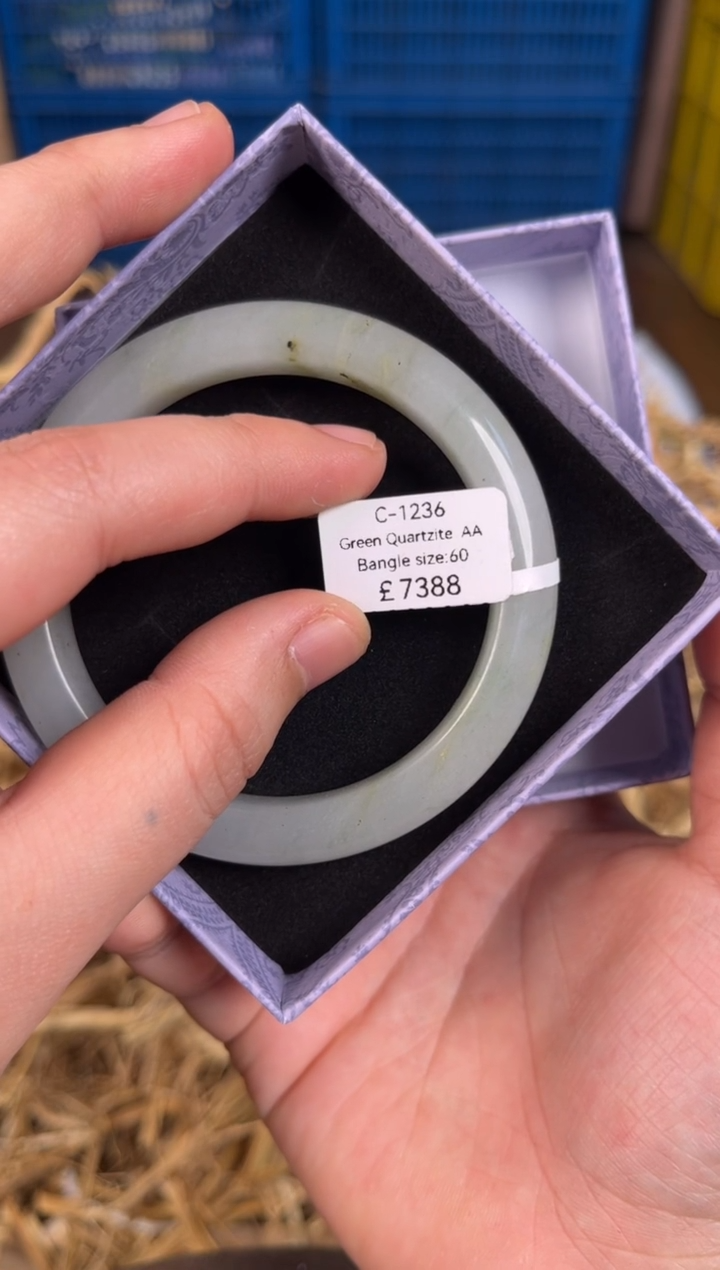 C-1236
Green Quartzite AA
Bangle size:60
£7388